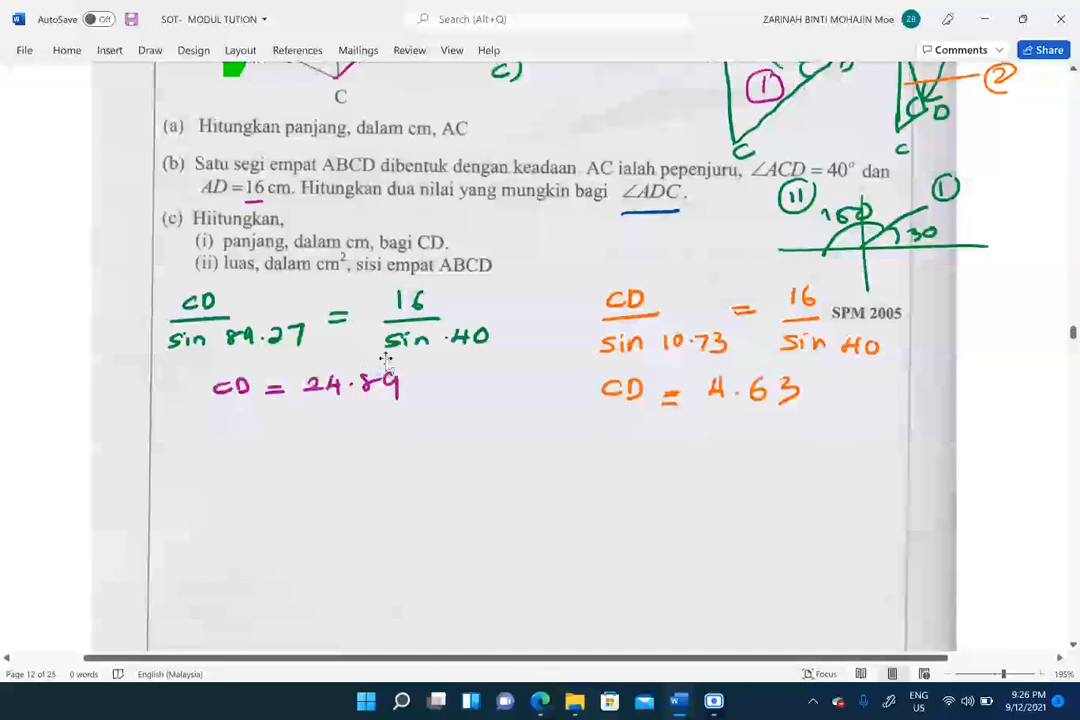 AutoSave Off SOT- MODUL TUTION Search (Alt+Q) ZARINAH BINTI MOHAJIN Moe ZB
File Home Insert Draw Design Layout References Mailings Review View Help Comments Share
C
c)
1
D
2
D
C
C
(a) Hitungkan panjang, dalam cm, AC
(b) Satu segi empat ABCD dibentuk dengan keadaan AC ialah pepenjuru, ∠ACD = 40° dan
AD = 16 cm. Hitungkan dua nilai yang mungkin bagi ∠ADC.
(c) Hiitungkan,
(i) panjang, dalam cm, bagi CD.
(ii) luas, dalam cm², sisi empat ABCD
II
I
SPM 2005
CD / sin 89.27 = 16 / sin 40
CD = 24.89
CD / sin 10.73 = 16 / sin 40
CD = 4.63
Page 12 of 25 0 words English (Malaysia) Focus 195%
ENG
US
9:26 PM
9/12/2021
3